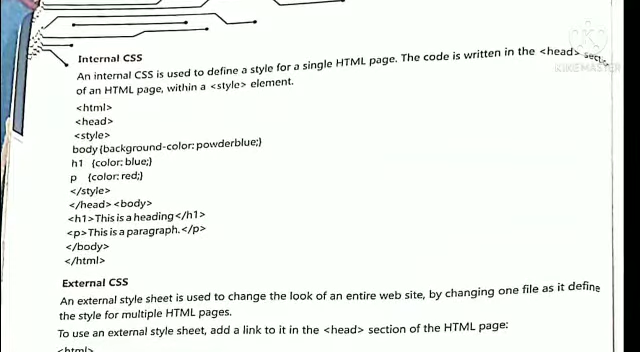 Internal CSS
An internal CSS is used to define a style for a single HTML page. The code is written in the <head> section
of an HTML page, within a <style> element.
<html>
<head>
<style>
body {background-color: powderblue;}
h1 {color: blue;}
p {color: red;}
</style>
</head> <body>
<h1>This is a heading</h1>
<p>This is a paragraph.</p>
</body>
</html>
External CSS
An external style sheet is used to change the look of an entire web site, by changing one file as it define
the style for multiple HTML pages.
To use an external style sheet, add a link to it in the <head> section of the HTML page:
<html>
KINEMASTER